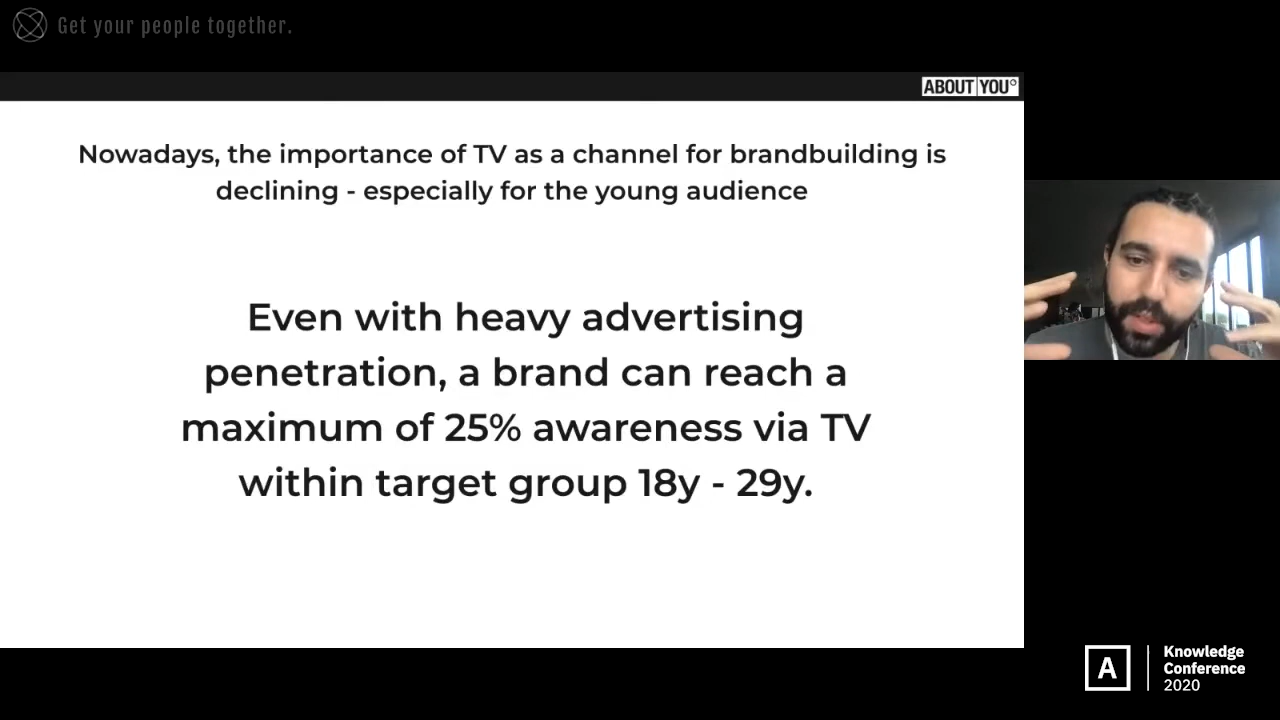 Get your people together.
ABOUT YOU°
Nowadays, the importance of TV as a channel for brandbuilding is
declining - especially for the young audience
Even with heavy advertising
penetration, a brand can reach a
maximum of 25% awareness via TV
within target group 18y - 29y.
A
Knowledge
Conference
2020